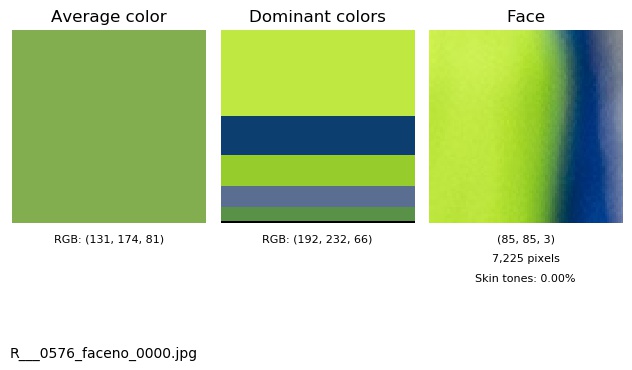 Average color
Dominant colors
Face
RGB: (131, 174, 81)
RGB: (192, 232, 66)
(85, 85, 3)
7,225 pixels
Skin tones: 0.00%
R___0576_faceno_0000.jpg